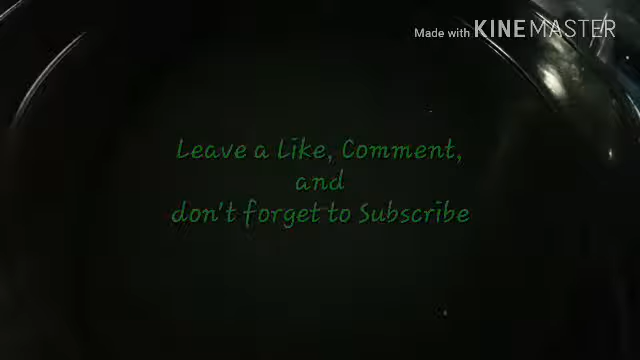 Made with KINEMASTER
Leave a Like, Comment,
and
don't forget to Subscribe